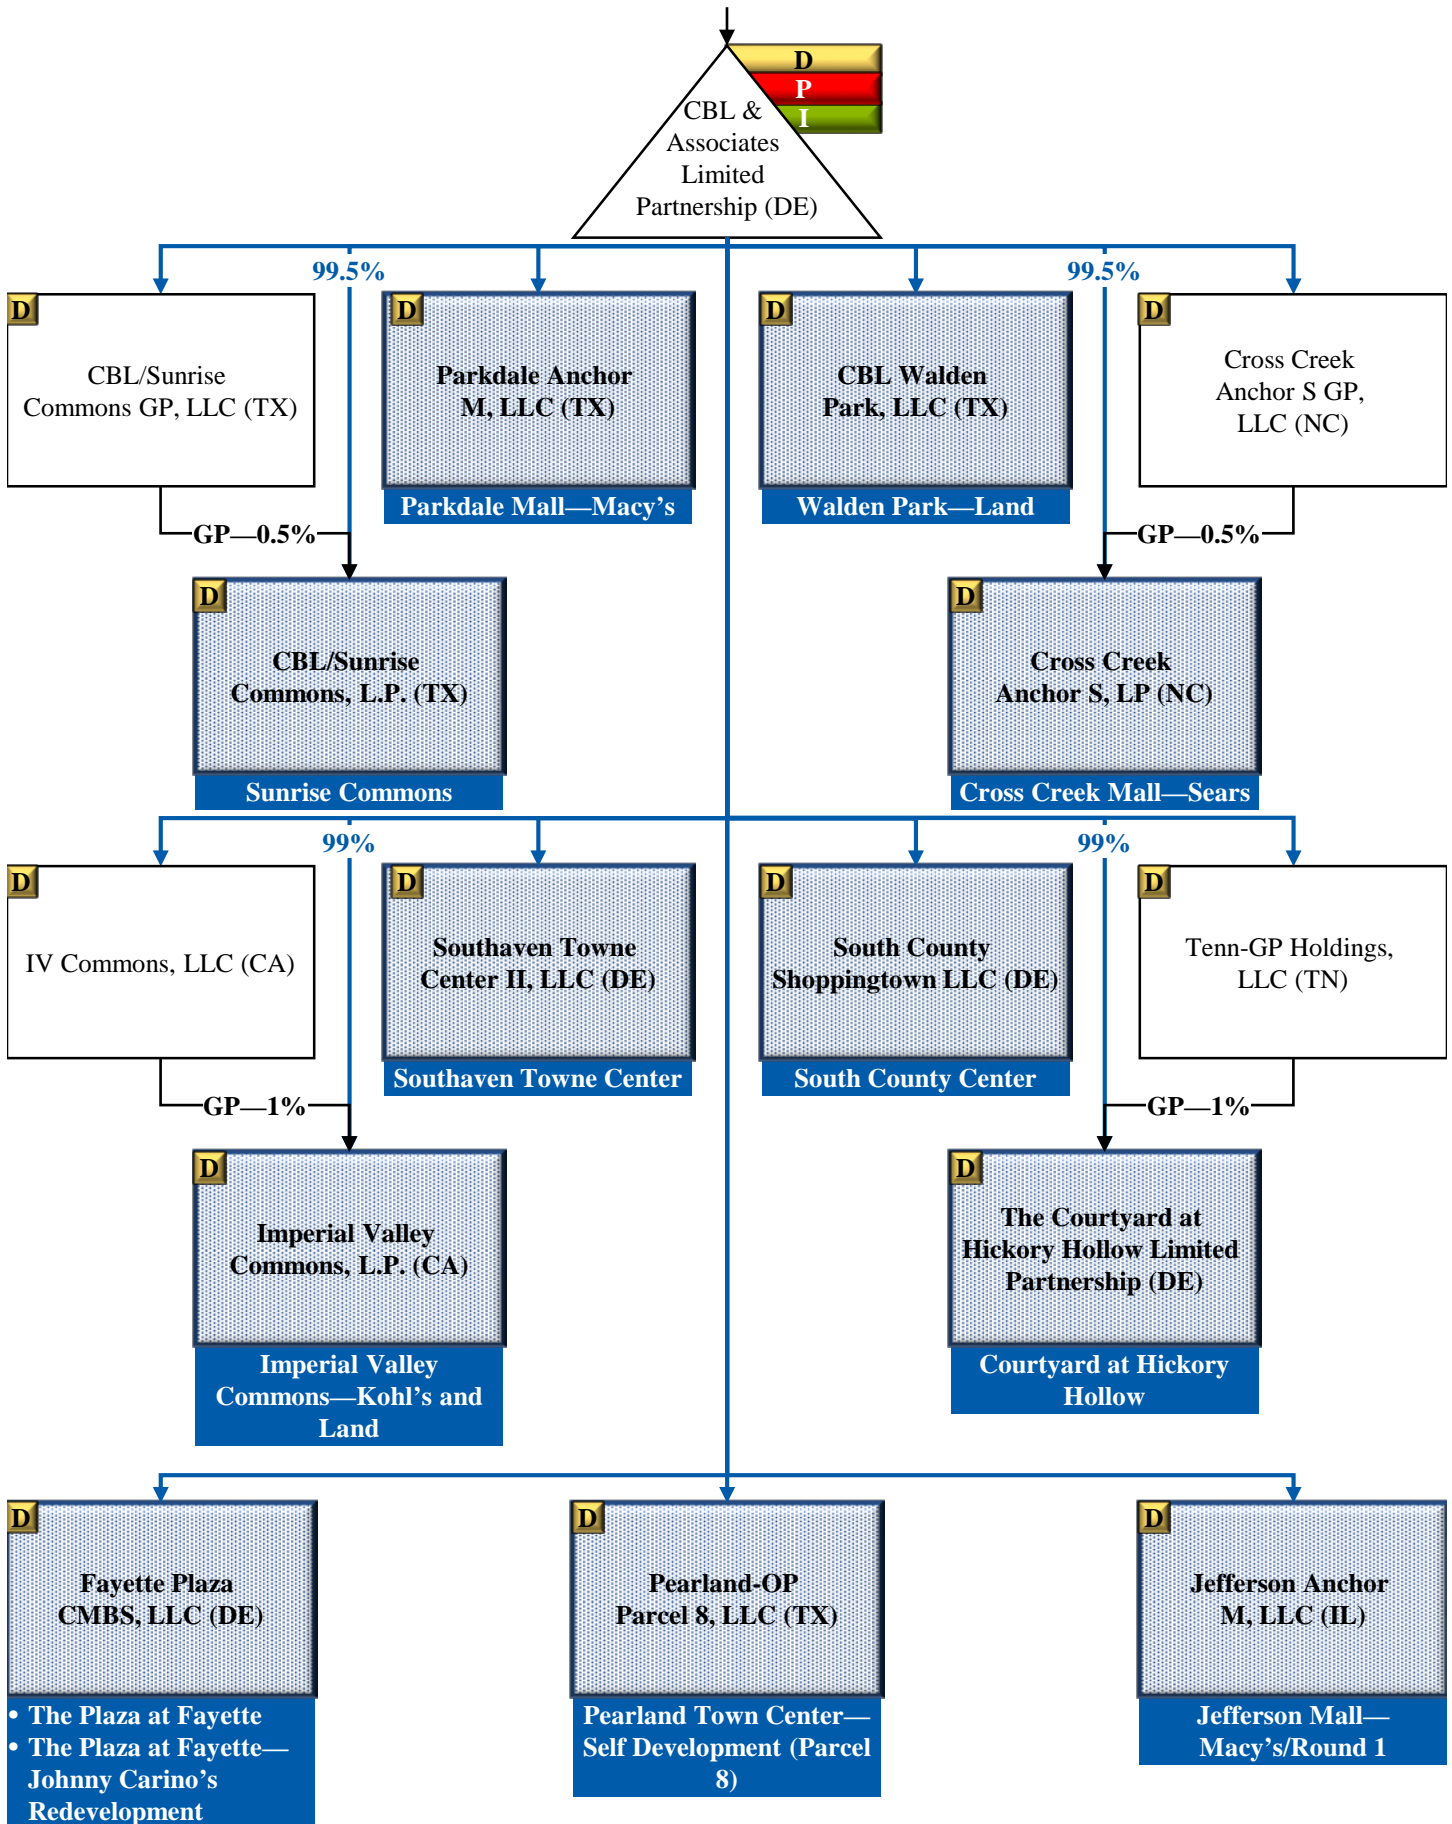 D
P
I
CBL &
Associates
Limited
Partnership (DE)
99.5%
99.5%
D
CBL/Sunrise
Commons GP, LLC (TX)
D
Parkdale Anchor
M, LLC (TX)
Parkdale Mall—Macy's
D
CBL Walden
Park, LLC (TX)
Walden Park—Land
D
Cross Creek
Anchor S GP,
LLC (NC)
GP—0.5%
GP—0.5%
D
CBL/Sunrise
Commons, L.P. (TX)
Sunrise Commons
D
Cross Creek
Anchor S, LP (NC)
Cross Creek Mall—Sears
99%
99%
D
IV Commons, LLC (CA)
D
Southaven Towne
Center II, LLC (DE)
Southaven Towne Center
D
South County
Shoppingtown LLC (DE)
South County Center
D
Tenn-GP Holdings,
LLC (TN)
GP—1%
GP—1%
D
Imperial Valley
Commons, L.P. (CA)
Imperial Valley
Commons—Kohl's and
Land
D
The Courtyard at
Hickory Hollow Limited
Partnership (DE)
Courtyard at Hickory
Hollow
D
Fayette Plaza
CMBS, LLC (DE)
• The Plaza at Fayette
• The Plaza at Fayette—
Johnny Carino's
Redevelopment
D
Pearland-OP
Parcel 8, LLC (TX)
Pearland Town Center—
Self Development (Parcel
8)
D
Jefferson Anchor
M, LLC (IL)
Jefferson Mall—
Macy's/Round 1